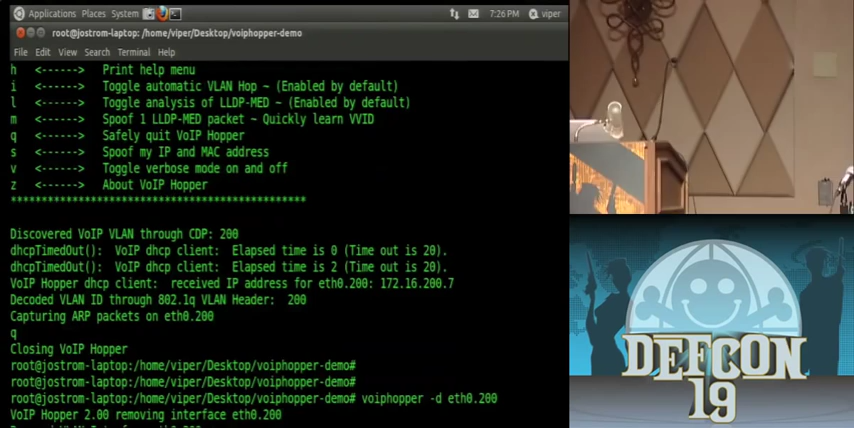 Applications Places System 7:26 PM viper
root@jostrom-laptop: /home/viper/Desktop/voiphopper-demo
File Edit View Search Terminal Help
h <------> Print help menu
i <------> Toggle automatic VLAN Hop ~ (Enabled by default)
l <------> Toggle analysis of LLDP-MED ~ (Enabled by default)
m <------> Spoof 1 LLDP-MED packet ~ Quickly learn VVID
q <------> Safely quit VoIP Hopper
s <------> Spoof my IP and MAC address
v <------> Toggle verbose mode on and off
z <------> About VoIP Hopper
**************************************************
Discovered VoIP VLAN through CDP: 200
dhcpTimedOut(): VoIP dhcp client: Elapsed time is 0 (Time out is 20).
dhcpTimedOut(): VoIP dhcp client: Elapsed time is 2 (Time out is 20).
VoIP Hopper dhcp client: received IP address for eth0.200: 172.16.200.7
Decoded VLAN ID through 802.1q VLAN Header: 200
Capturing ARP packets on eth0.200
q
Closing VoIP Hopper
root@jostrom-laptop:/home/viper/Desktop/voiphopper-demo#
root@jostrom-laptop:/home/viper/Desktop/voiphopper-demo#
root@jostrom-laptop:/home/viper/Desktop/voiphopper-demo# voiphopper -d eth0.200
VoIP Hopper 2.00 removing interface eth0.200
DEFCON
19